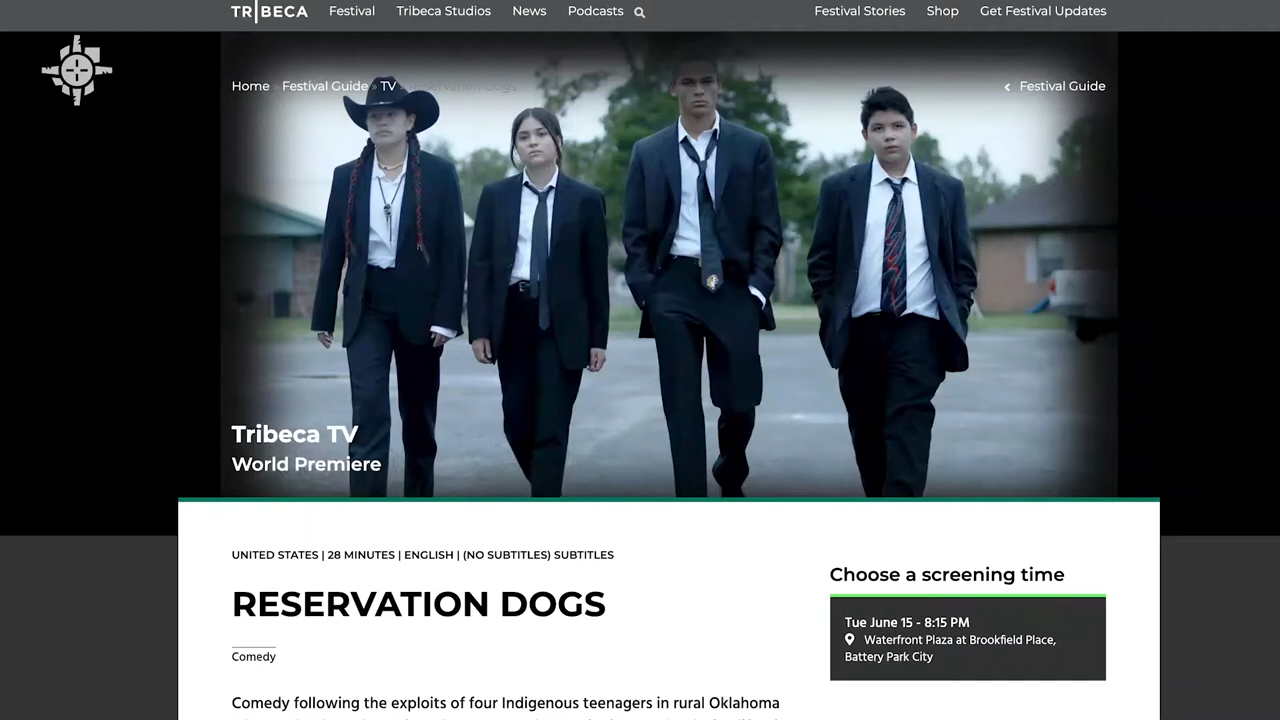 TRIBECA Festival Tribeca Studios News Podcasts Festival Stories Shop Get Festival Updates
Home » Festival Guide » TV » Reservation Dogs ‹ Festival Guide
Tribeca TV
World Premiere
UNITED STATES | 28 MINUTES | ENGLISH | (NO SUBTITLES) SUBTITLES
RESERVATION DOGS
Comedy
Comedy following the exploits of four Indigenous teenagers in rural Oklahoma
Choose a screening time
Tue June 15 - 8:15 PM
Waterfront Plaza at Brookfield Place,
Battery Park City